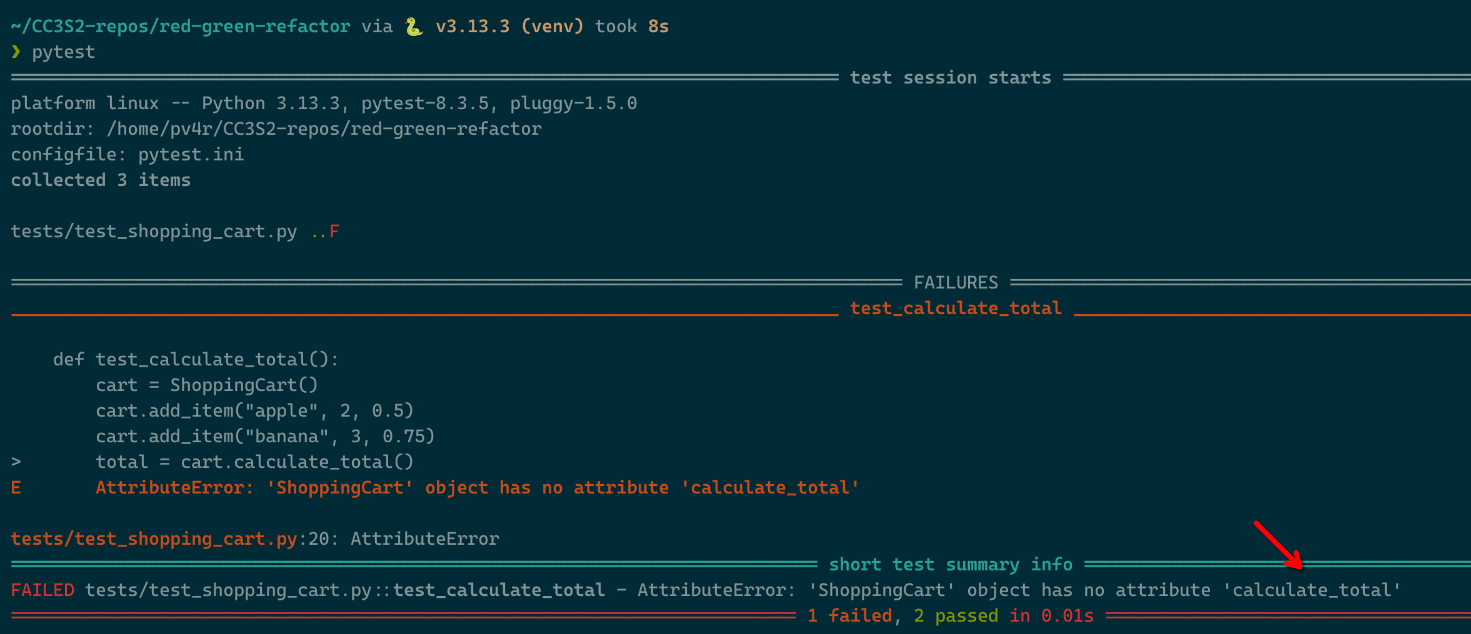 ~/CC3S2-repos/red-green-refactor via 🐍 v3.13.3 (venv) took 8s
❯ pytest
test session starts
platform linux -- Python 3.13.3, pytest-8.3.5, pluggy-1.5.0
rootdir: /home/pv4r/CC3S2-repos/red-green-refactor
configfile: pytest.ini
collected 3 items
tests/test_shopping_cart.py ..F
FAILURES
test_calculate_total
def test_calculate_total():
cart = ShoppingCart()
cart.add_item("apple", 2, 0.5)
cart.add_item("banana", 3, 0.75)
> total = cart.calculate_total()
E AttributeError: 'ShoppingCart' object has no attribute 'calculate_total'
tests/test_shopping_cart.py:20: AttributeError
short test summary info
FAILED tests/test_shopping_cart.py::test_calculate_total - AttributeError: 'ShoppingCart' object has no attribute 'calculate_total'
1 failed, 2 passed in 0.01s